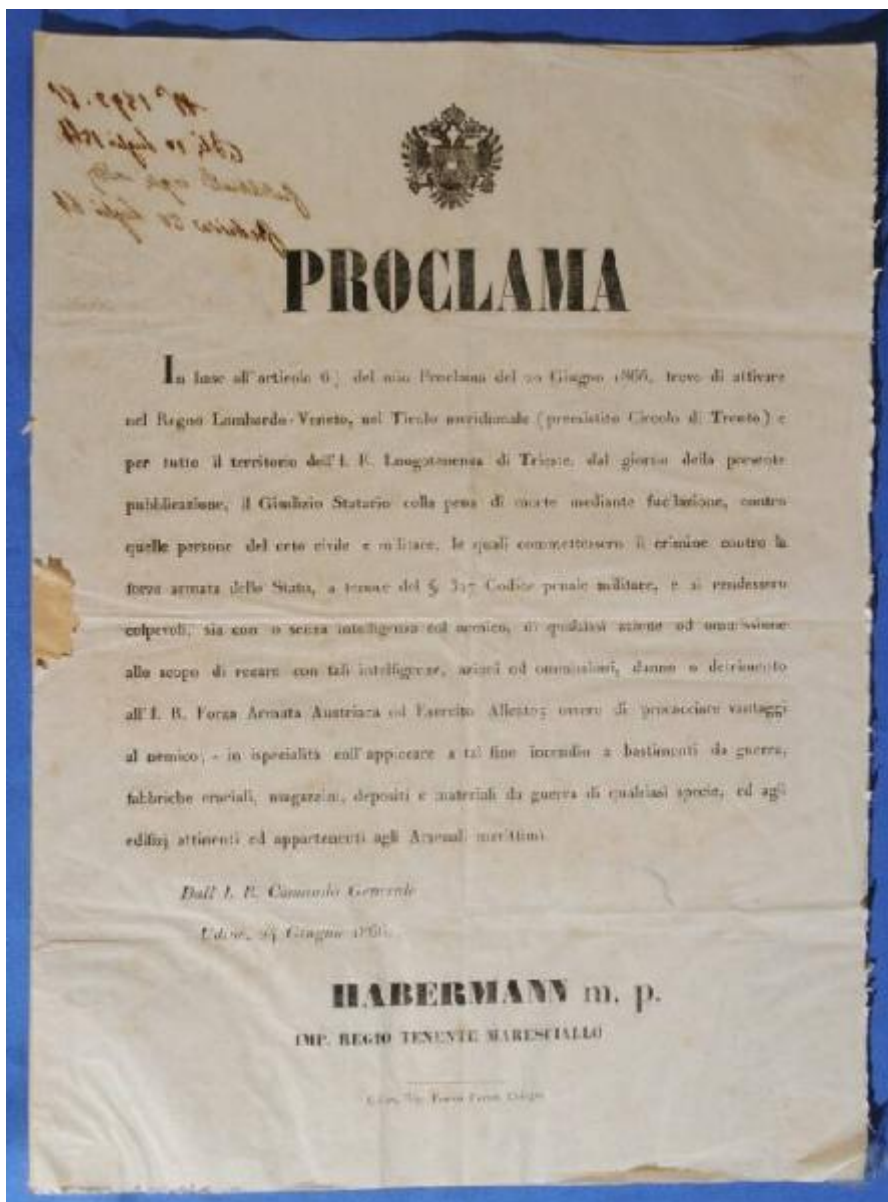 PROCLAMA
In base all'articolo 6 del mio Proclama del 20 Giugno 1866, trovo di attivare
nel Regno Lombardo-Veneto, nel Tirolo meridionale (preesistito Circolo di Trento) e
per tutto il territorio dell'I. R. Luogotenenza di Trieste, dal giorno della presente
pubblicazione, il Giudizio Statario colla pena di morte mediante fucilazione, contro
quelle persone del ceto civile e militare, le quali commettessero il crimine contro la
forza armata dello Stato, a tenore del § 327 Codice penale militare, e si rendessero
colpevoli, sia con o senza intelligenza col nemico, di qualsiasi azione od ommissione
allo scopo di recare con tali intelligenze, azioni od ommissioni, danno o detrimento
all'I. R. Forza Armata Austriaca ed Esercito Alleato; ovvero di procacciare vantaggi
al nemico, - in ispecialità coll'appiccare a tal fine incendio a bastimenti da guerra,
fabbriche erariali, magazzini, depositi e materiali da guerra di qualsiasi specie, ed agli
edifizj attinenti ed appartenenti agli Arsenali marittimi.
Dall' I. R. Comando Generale
Udine, 24 Giugno 1866.
HABERMANN m. p.
IMP. REGIO TENENTE MARESCIALLO